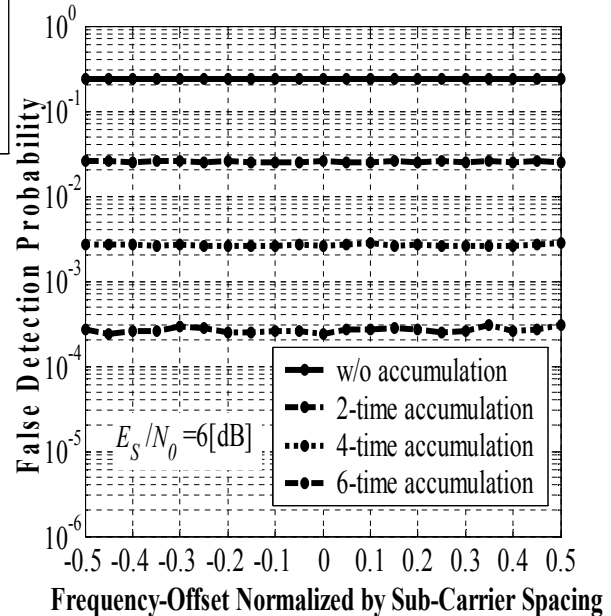 10^0
10^-1
10^-2
10^-3
10^-4
10^-5
10^-6
False Detection Probability
w/o accumulation
2-time accumulation
4-time accumulation
6-time accumulation
E_S/N_0=6[dB]
-0.5 -0.4 -0.3 -0.2 -0.1 0 0.1 0.2 0.3 0.4 0.5
Frequency-Offset Normalized by Sub-Carrier Spacing